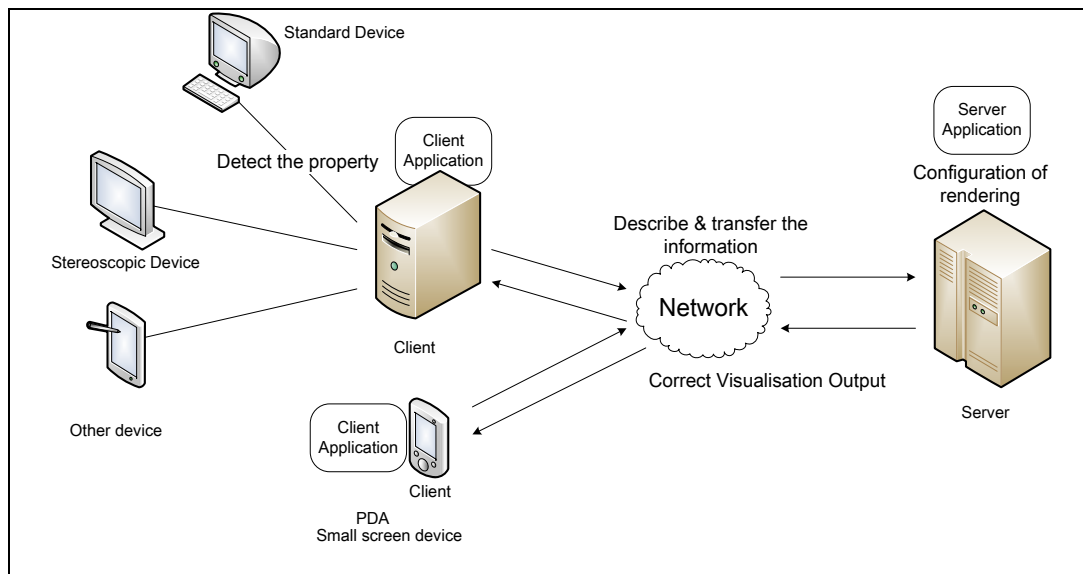 Standard Device
Client
Application
Detect the property
Server
Application
Configuration of
rendering
Describe & transfer the
information
Stereoscopic Device
Network
Client
Correct Visualisation Output
Server
Other device
Client
Application
Client
PDA
Small screen device